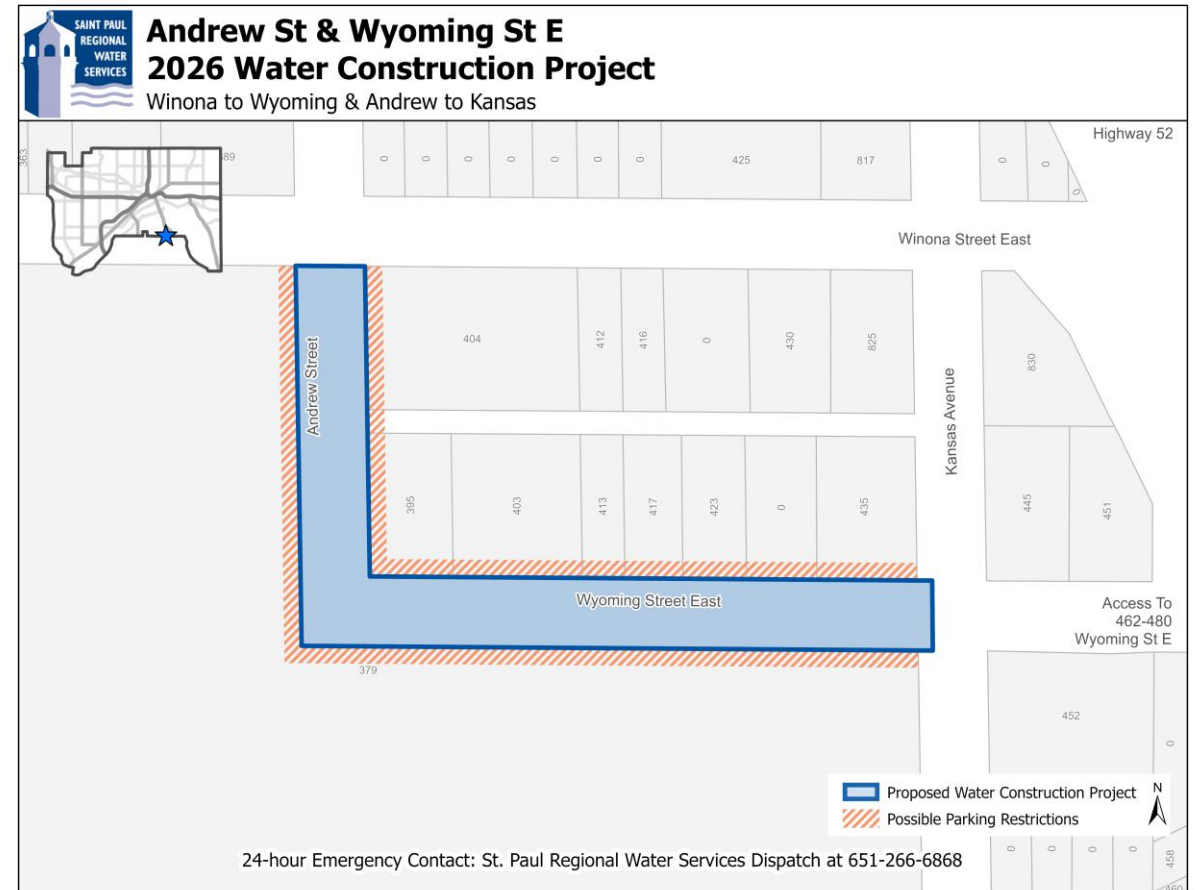 SAINT PAUL
REGIONAL
WATER
SERVICES
Andrew St & Wyoming St E
2026 Water Construction Project
Winona to Wyoming & Andrew to Kansas
Highway 52
363
89
0
0
0
0
0
0
0
425
817
0
0
0
Winona Street East
Andrew Street
404
412
416
0
430
825
Kansas Avenue
830
395
403
413
417
423
0
435
445
451
Wyoming Street East
Access To
462-480
Wyoming St E
379
452
0
Proposed Water Construction Project
Possible Parking Restrictions
N
24-hour Emergency Contact: St. Paul Regional Water Services Dispatch at 651-266-6868
0
0
0
0
458
460